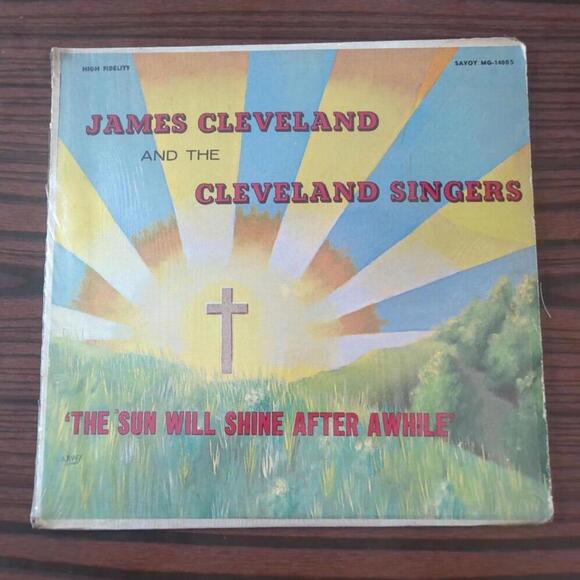 HIGH FIDELITY
SAVOY MG-14085
JAMES CLEVELAND
AND THE
CLEVELAND SINGERS
'THE SUN WILL SHINE AFTER AWHILE'